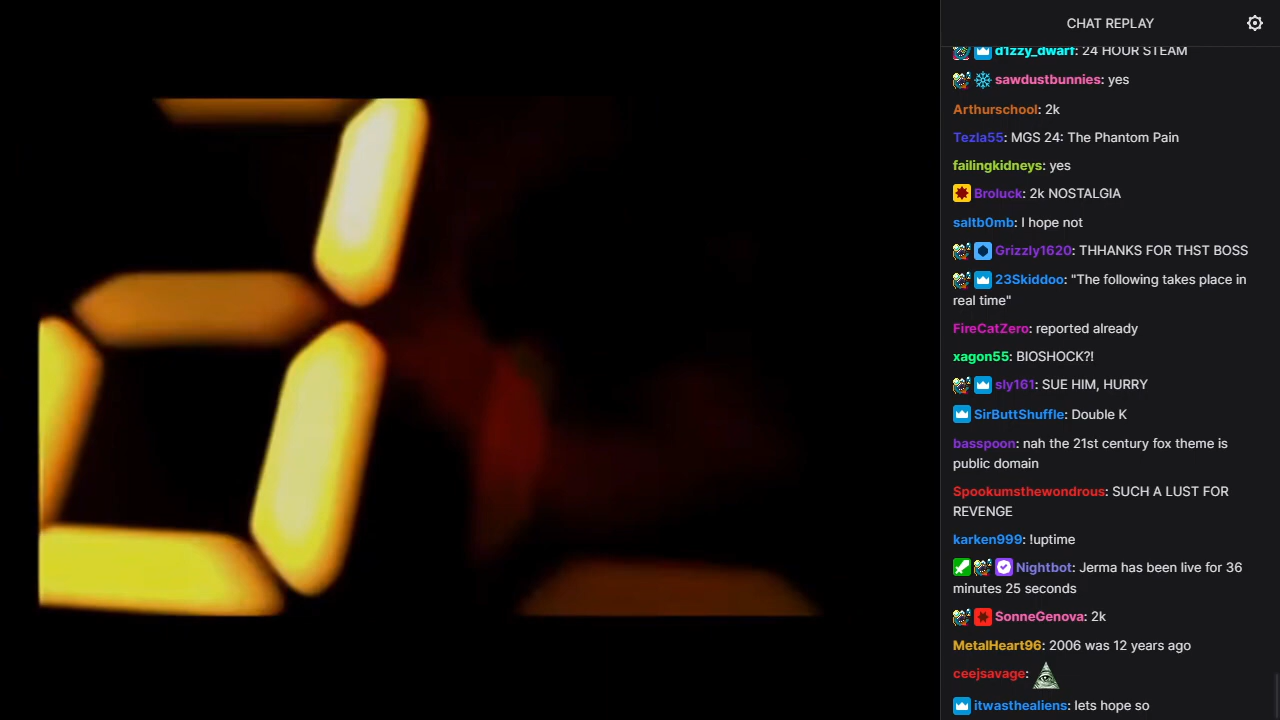 CHAT REPLAY
d1zzy_dwarf: 24 HOUR STEAM
sawdustbunnies: yes
Arthurschool: 2k
Tezla55: MGS 24: The Phantom Pain
failingkidneys: yes
Broluck: 2k NOSTALGIA
saltb0mb: I hope not
Grizzly1620: THHANKS FOR THST BOSS
23Skiddoo: "The following takes place in
real time"
FireCatZero: reported already
xagon55: BIOSHOCK?!
sly161: SUE HIM, HURRY
SirButtShuffle: Double K
basspoon: nah the 21st century fox theme is
public domain
Spookumsthewondrous: SUCH A LUST FOR
REVENGE
karken999: !uptime
Nightbot: Jerma has been live for 36
minutes 25 seconds
SonneGenova: 2k
MetalHeart96: 2006 was 12 years ago
ceejsavage:
itwasthealiens: lets hope so